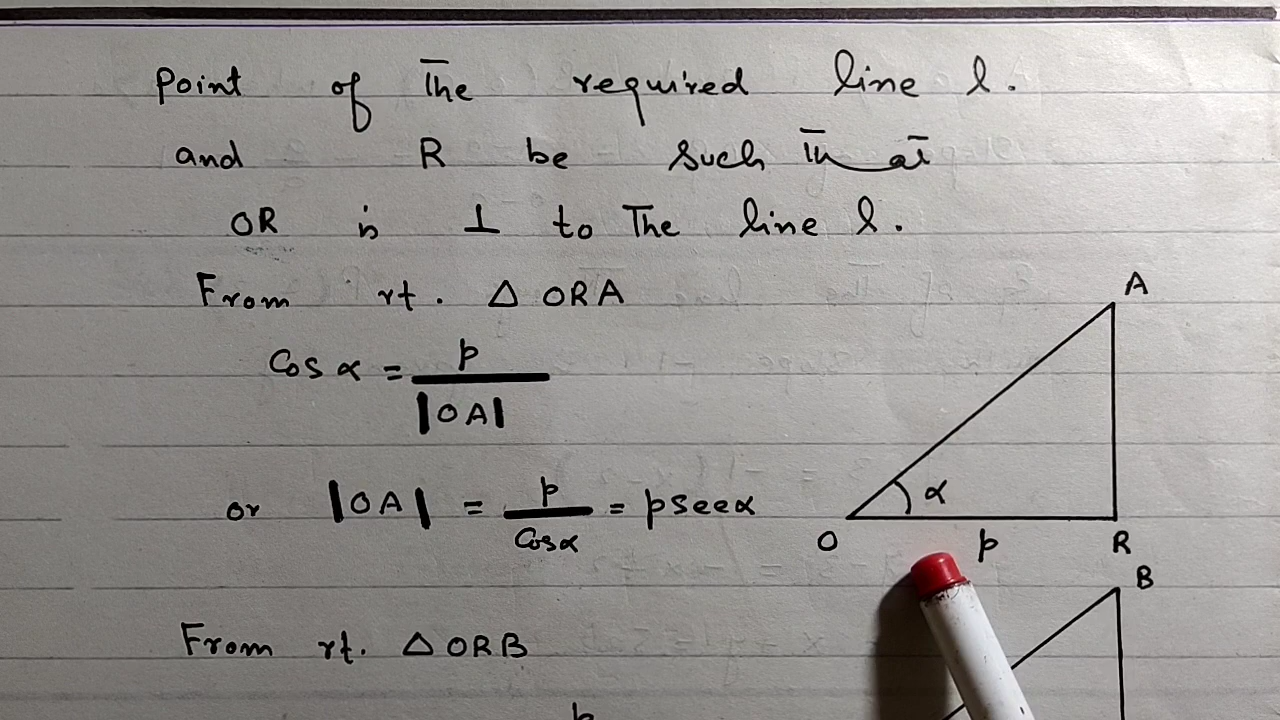 Point of The required line l.
and R be such that
OR is ⊥ to The line l.
From rt. △ ORA
Cos α = p / |OA|
or |OA| = p / Cosα = pseeα
From rt. △ ORB
p
A
α
O p R
B